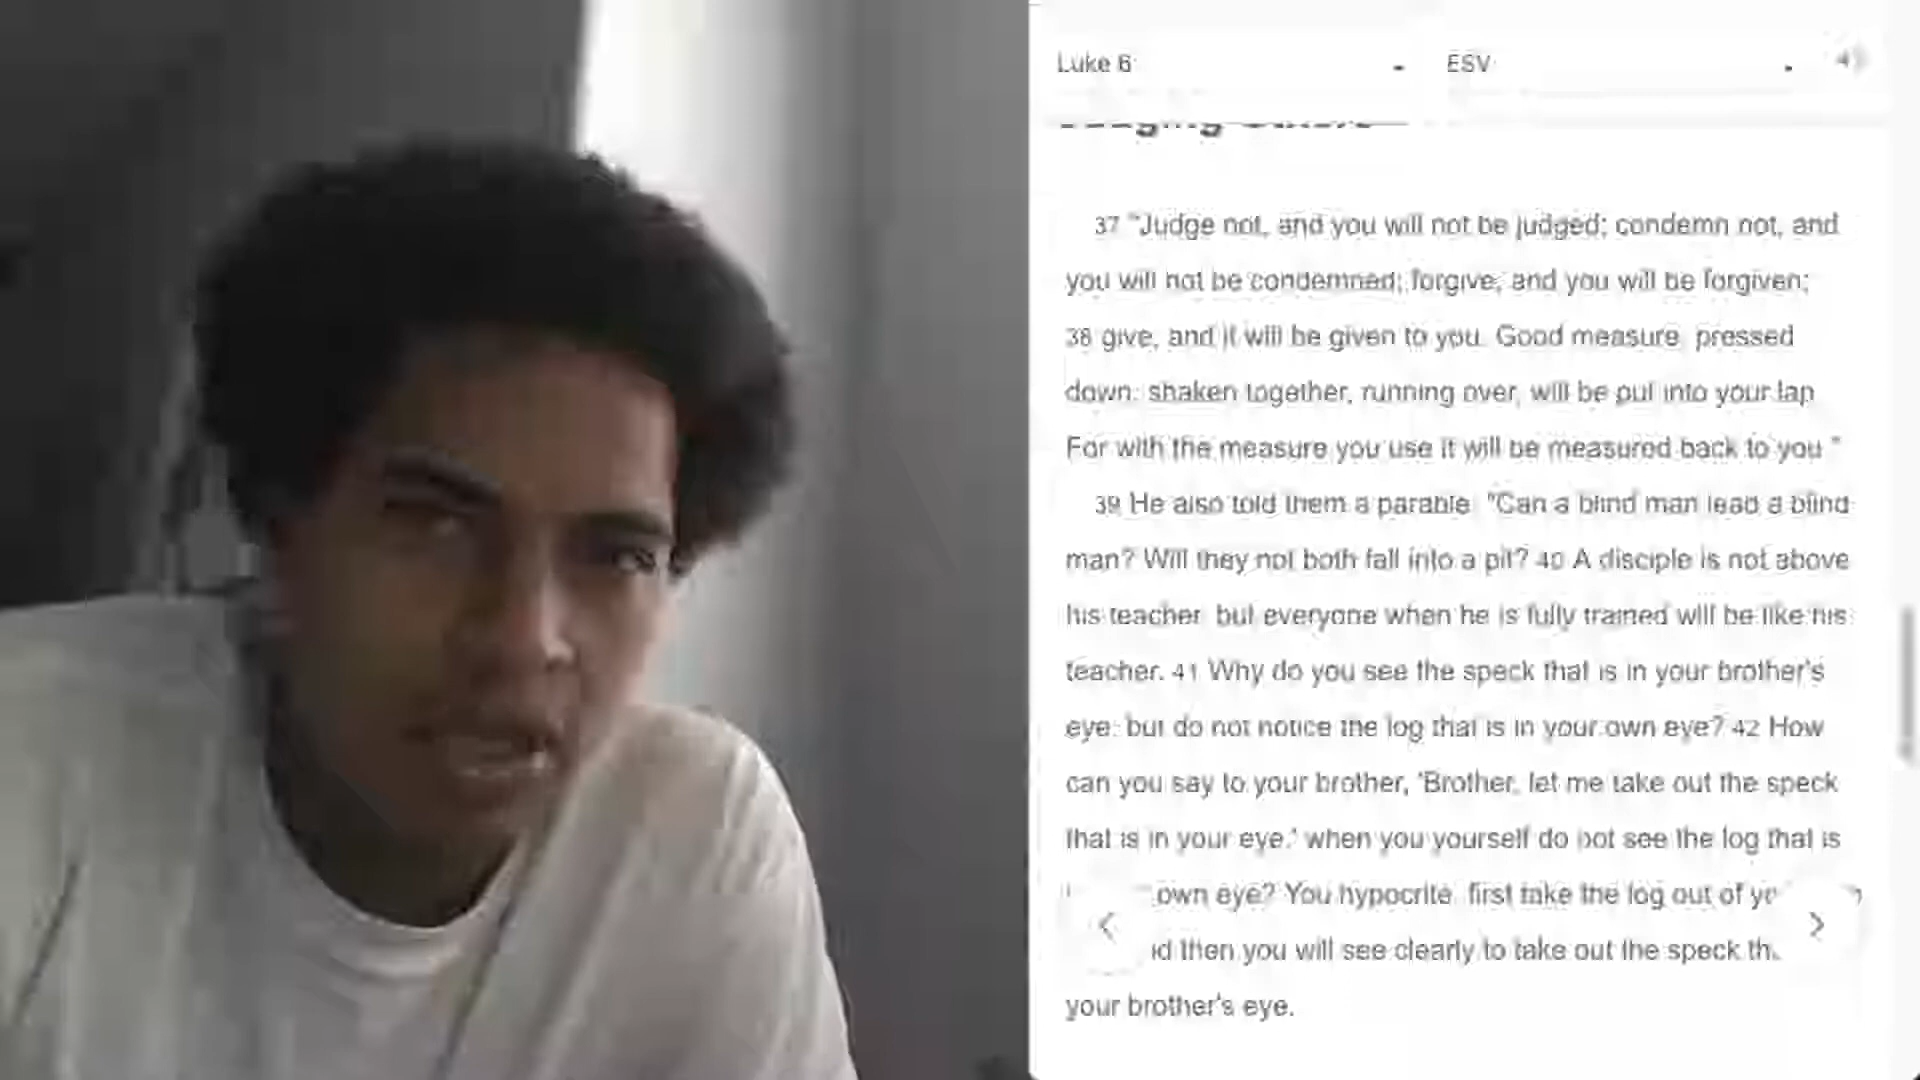 Luke 6
ESV
Judging Others
37 "Judge not, and you will not be judged; condemn not, and
you will not be condemned; forgive, and you will be forgiven;
38 give, and it will be given to you. Good measure, pressed
down, shaken together, running over, will be put into your lap.
For with the measure you use it will be measured back to you."
39 He also told them a parable: "Can a blind man lead a blind
man? Will they not both fall into a pit? 40 A disciple is not above
his teacher, but everyone when he is fully trained will be like his
teacher. 41 Why do you see the speck that is in your brother's
eye, but do not notice the log that is in your own eye? 42 How
can you say to your brother, 'Brother, let me take out the speck
that is in your eye,' when you yourself do not see the log that is
own eye? You hypocrite, first take the log out of
then you will see clearly to take out the speck
your brother's eye.